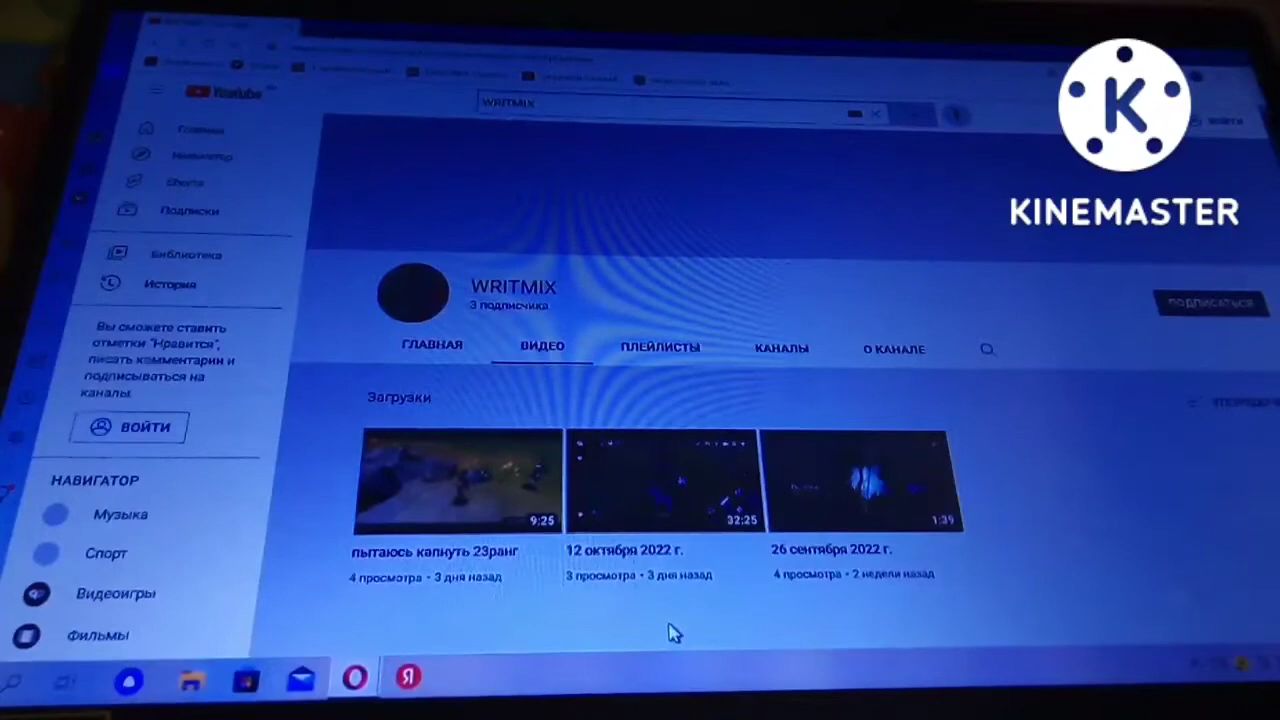 YouTube
WRITMIX
ВОЙТИ
KINEMASTER
Главная
Навигатор
Shorts
Подписки
Библиотека
История
Вы сможете ставить
отметки "Нравится",
писать комментарии и
подписываться на
каналы.
ВОЙТИ
НАВИГАТОР
Музыка
Спорт
Видеоигры
Фильмы
WRITMIX
3 подписчика
ПОДПИСАТЬСЯ
ГЛАВНАЯ ВИДЕО ПЛЕЙЛИСТЫ КАНАЛЫ О КАНАЛЕ
Загрузки
9:25
32:25
1:39
пытаюсь капнуть 23ранг
4 просмотра • 3 дня назад
12 октября 2022 г.
3 просмотра • 3 дня назад
26 сентября 2022 г.
4 просмотра • 2 недели назад